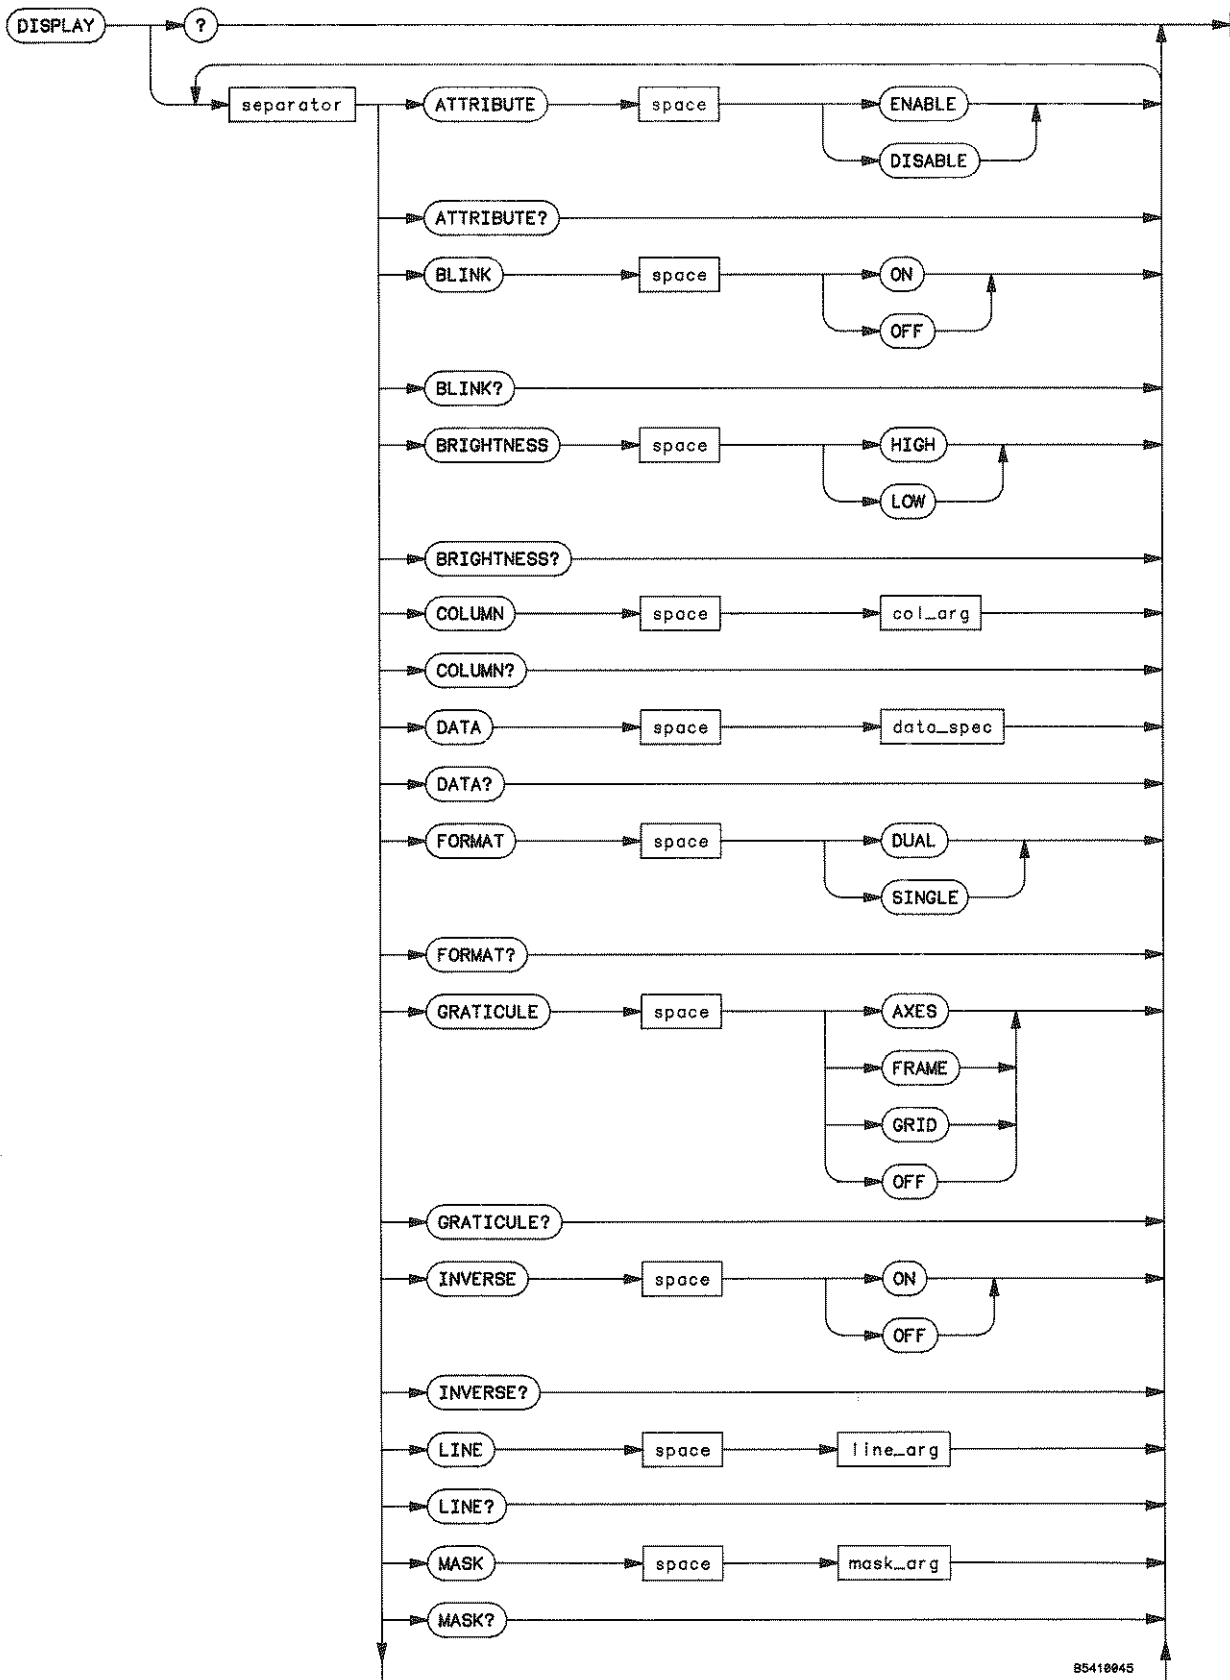 DISPLAY ?
separator ATTRIBUTE space ENABLE
DISABLE
ATTRIBUTE?
BLINK space ON
OFF
BLINK?
BRIGHTNESS space HIGH
LOW
BRIGHTNESS?
COLUMN space col_arg
COLUMN?
DATA space data_spec
DATA?
FORMAT space DUAL
SINGLE
FORMAT?
GRATICULE space AXES
FRAME
GRID
OFF
GRATICULE?
INVERSE space ON
OFF
INVERSE?
LINE space line_arg
LINE?
MASK space mask_arg
MASK?
B5410045